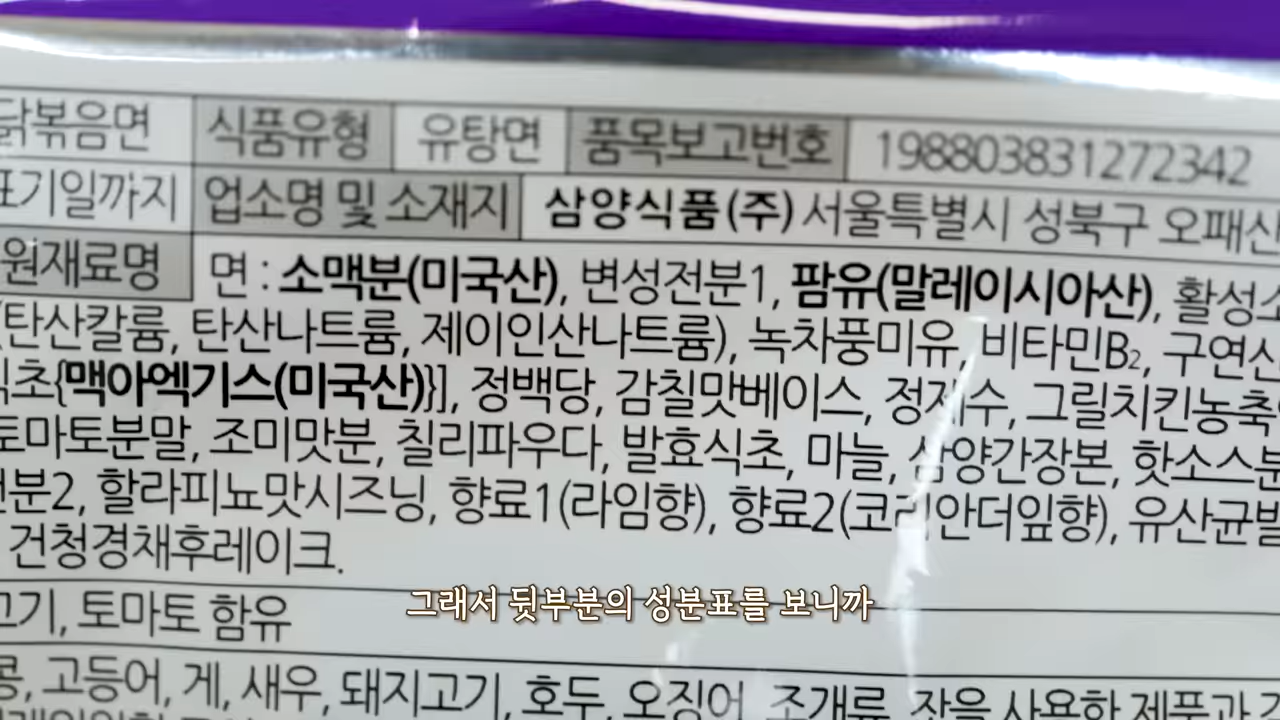 닭볶음면 식품유형 유탕면 품목보고번호 198803831272342
표기일까지 업소명 및 소재지 삼양식품(주) 서울특별시 성북구 오패산
원재료명 면 : 소맥분(미국산), 변성전분1, 팜유(말레이시아산), 활성소
(탄산칼륨, 탄산나트륨, 제이인산나트륨), 녹차풍미유, 비타민B₂, 구연산
식초{맥아엑기스(미국산)}], 정백당, 감칠맛베이스, 정제수, 그릴치킨농축
토마토분말, 조미맛분, 칠리파우다, 발효식초, 마늘, 삼양간장본, 핫소스분
전분2, 할라피뇨맛시즈닝, 향료1(라임향), 향료2(코리안더잎향), 유산균발
건청경채후레이크.
고기, 토마토 함유
그래서 뒷부분의 성분표를 보니까
콩, 고등어, 게, 새우, 돼지고기, 호두, 오징어, 조개류, 잣을 사용한 제품과